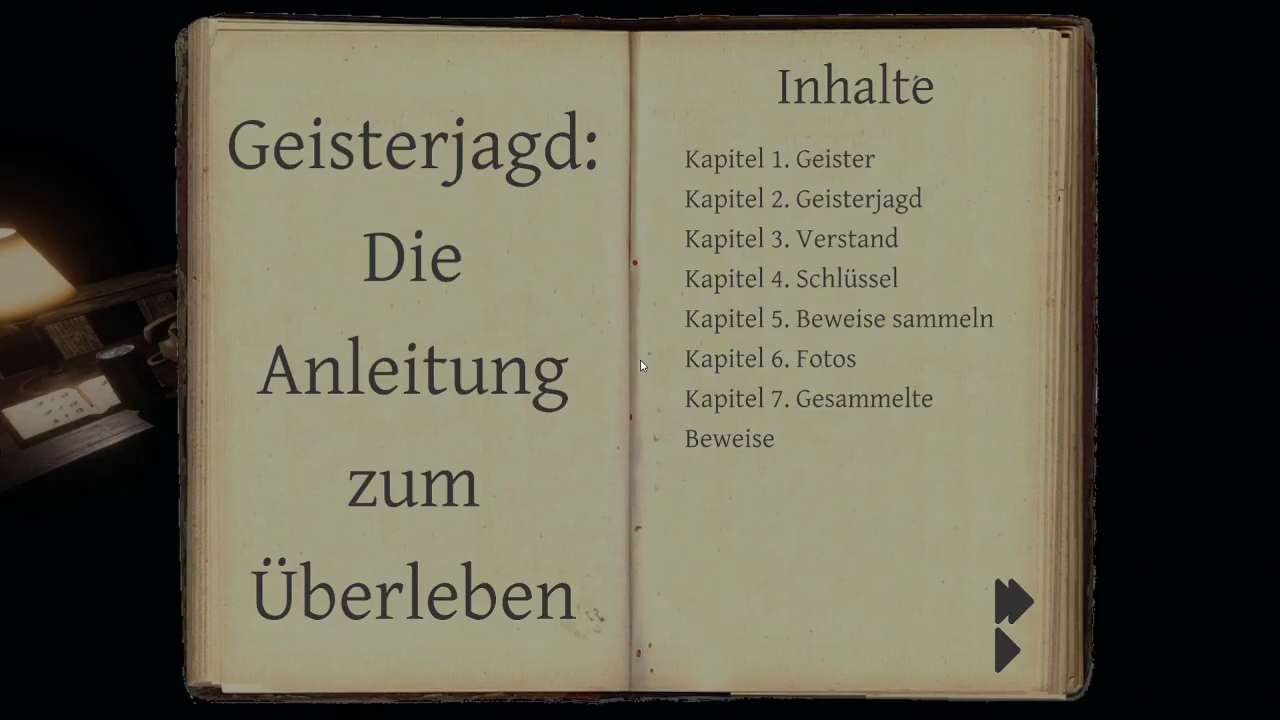 Geisterjagd:
Die
Anleitung
zum
Überleben
Inhalte
Kapitel 1. Geister
Kapitel 2. Geisterjagd
Kapitel 3. Verstand
Kapitel 4. Schlüssel
Kapitel 5. Beweise sammeln
Kapitel 6. Fotos
Kapitel 7. Gesammelte
Beweise